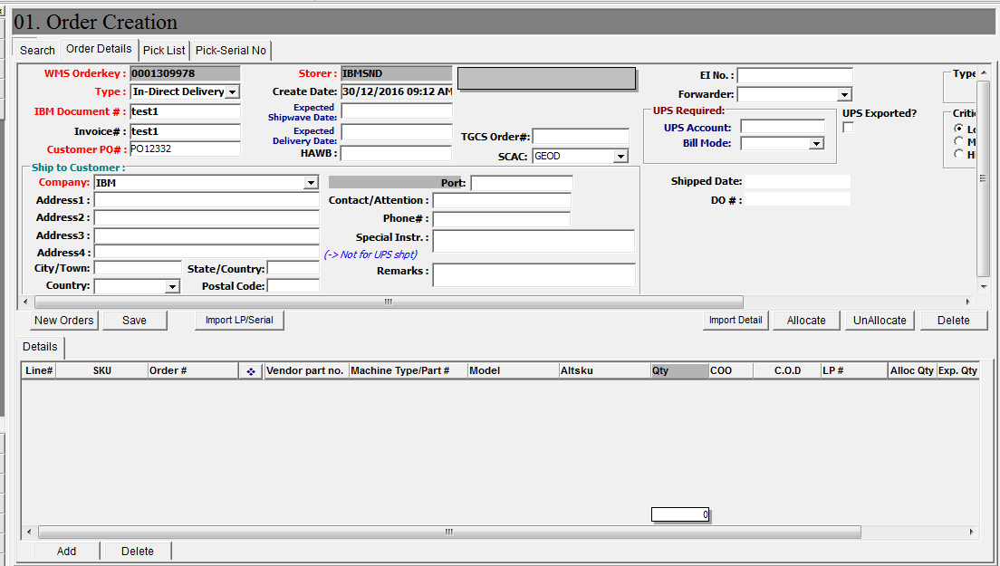 01. Order Creation
Search Order Details Pick List Pick-Serial No
WMS Orderkey : 0001309978 Storer : IBMSND EI No. : Type
Type : In-Direct Delivery Create Date: 30/12/2016 09:12 AM Forwarder:
IBM Document # : test1 Expected Shipwave Date: UPS Required: UPS Exported? Critic
Invoice# : test1 Expected Delivery Date: TGCS Order#: UPS Account: Lo
Customer PO# : PO12332 HAWB : SCAC: GEOD Bill Mode: M
H
Ship to Customer :
Company: IBM Port: Shipped Date:
Address1 : Contact/Attention : DO # :
Address2 : Phone# :
Address3 : Special Instr. :
Address4 : (-> Not for UPS shpt)
City/Town: State/Country: Remarks :
Country: Postal Code:
New Orders Save Import LP/Serial Import Detail Allocate UnAllocate Delete
Details
Line# SKU Order # Vendor part no. Machine Type/Part # Model Altsku Qty COO C.O.D LP # Alloc Qty Exp. Qty
0
Add Delete